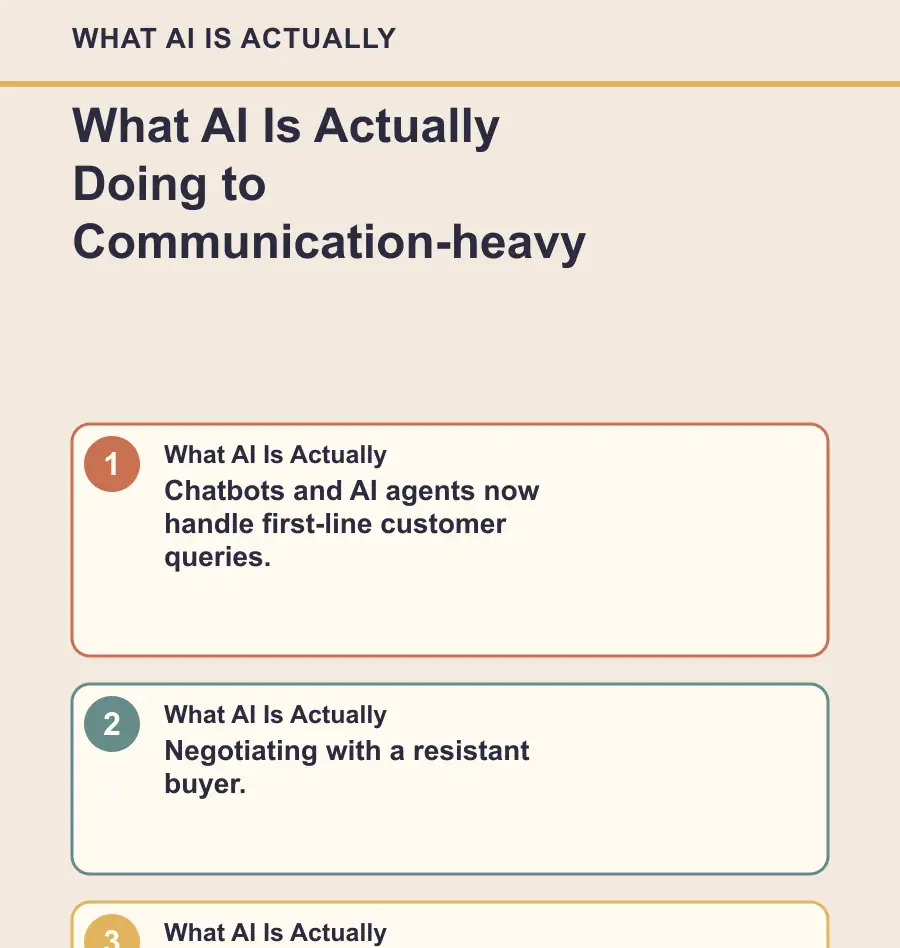 WHAT AI IS ACTUALLY
What AI Is Actually
Doing to
Communication-heavy
1
What AI Is Actually
Chatbots and AI agents now
handle first-line customer
queries.
2
What AI Is Actually
Negotiating with a resistant
buyer.
3
What AI Is Actually